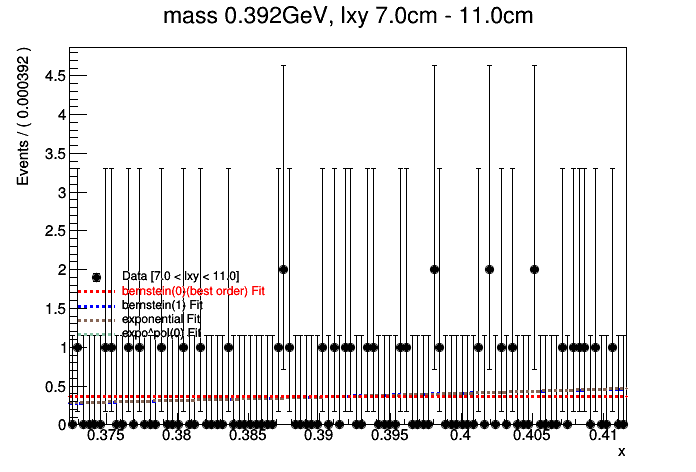 mass 0.392GeV, lxy 7.0cm - 11.0cm
Events / ( 0.000392 )
4.5
4
3.5
3
2.5
2
1.5
1
0.5
0
Data [7.0 < lxy < 11.0]
bernstein(0)(best order) Fit
bernstein(1) Fit
exponential Fit
expo^pol(0) Fit
0.375 0.38 0.385 0.39 0.395 0.4 0.405 0.41
x